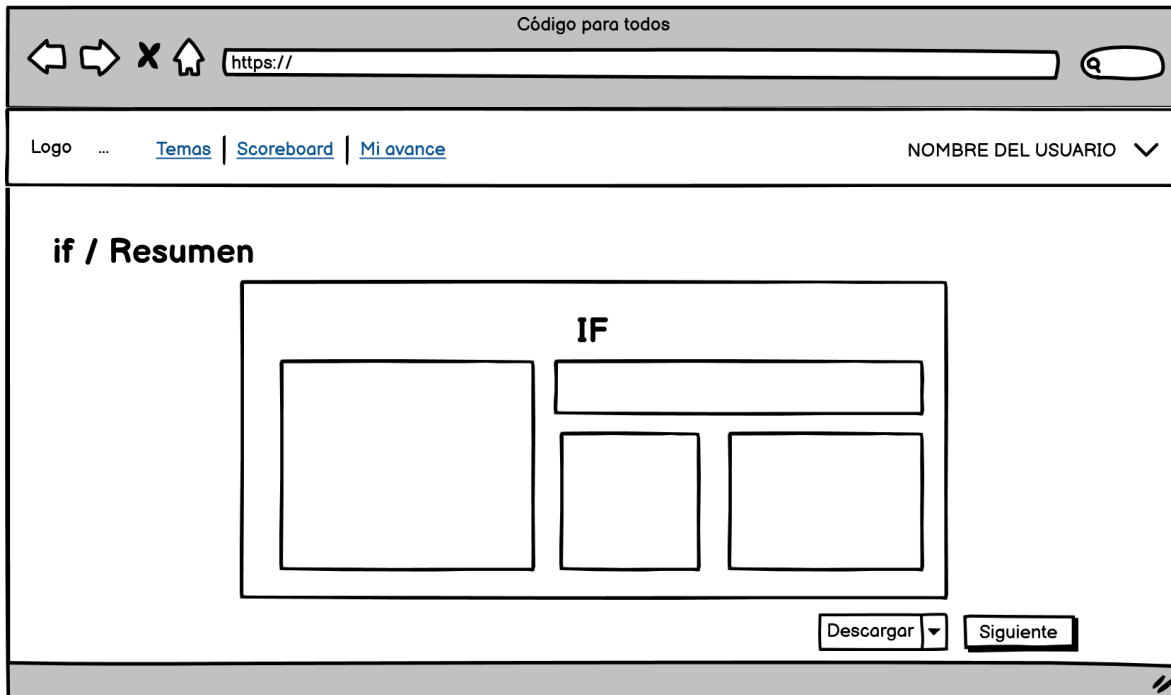 Código para todos
https://
Logo ... Temas | Scoreboard | Mi avance NOMBRE DEL USUARIO
if / Resumen
IF
Descargar Siguiente